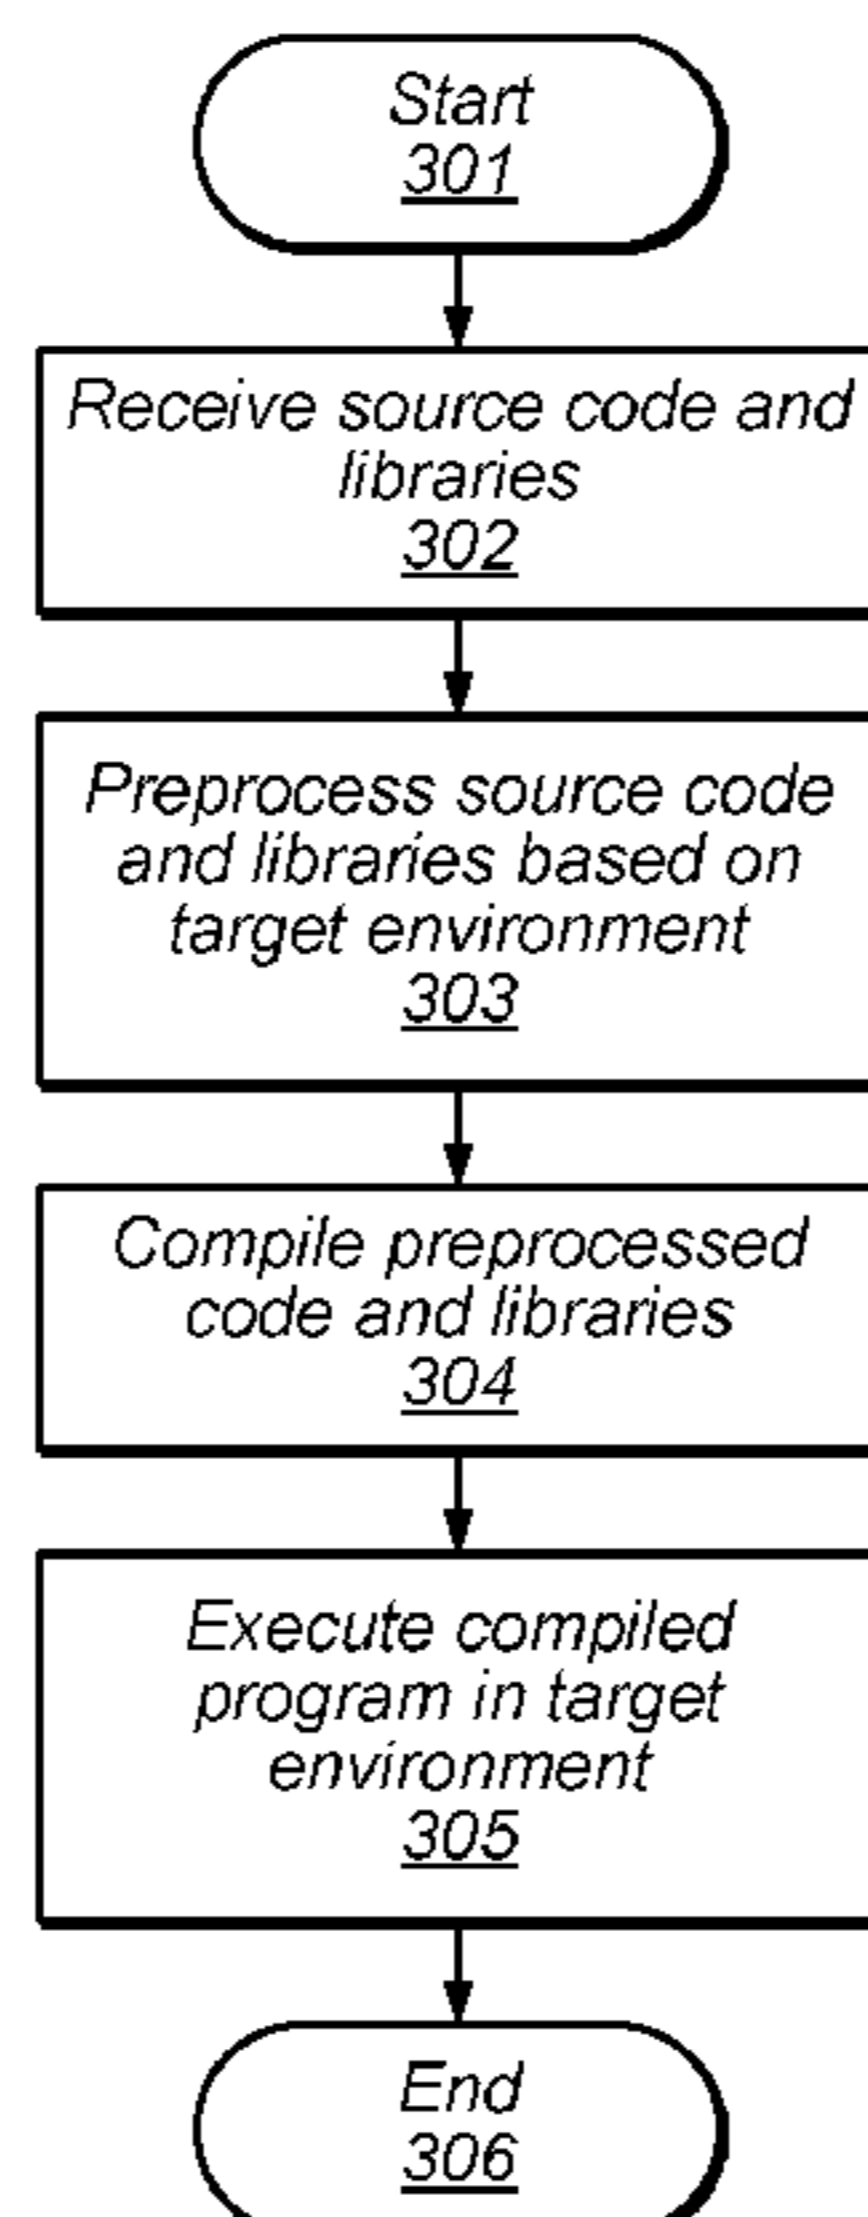 Start
301
Receive source code and
libraries
302
Preprocess source code
and libraries based on
target environment
303
Compile preprocessed
code and libraries
304
Execute compiled
program in target
environment
305
End
306